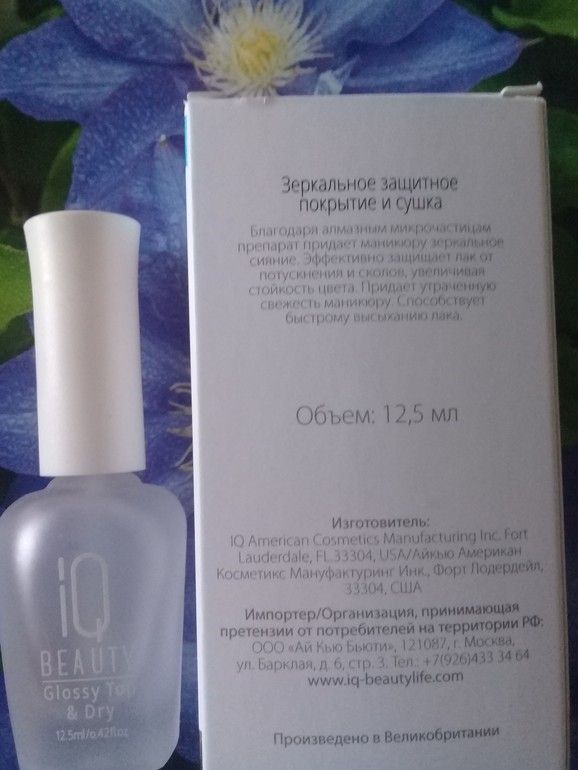 Зеркальное защитное
покрытие и сушка
Благодаря алмазным микрочастицам
препарат придает маникюру зеркальное
сияние. Эффективно защищает лак от
потускнения и сколов, увеличивая
стойкость цвета. Придает утраченную
свежесть маникюру. Способствует
быстрому высыханию лака.
Объем: 12,5 мл
Изготовитель:
IQ American Cosmetics Manufacturing Inc. Fort
Lauderdale, FL 33304, USA/Айкью Американ
Косметикс Мануфактуринг Инк., Форт Лодердейл,
33304, США
Импортер/Организация, принимающая
претензии от потребителей на территории РФ:
ООО «Ай Кью Бьюти», 121087, г. Москва,
ул. Барклая, д. 6, стр. 3. Тел.: +7(926)433 34 64
www.iq-beautylife.com
Произведено в Великобритании
iQ
BEAUTY
Glossy Top
& Dry
12.5ml/0.42fl.oz